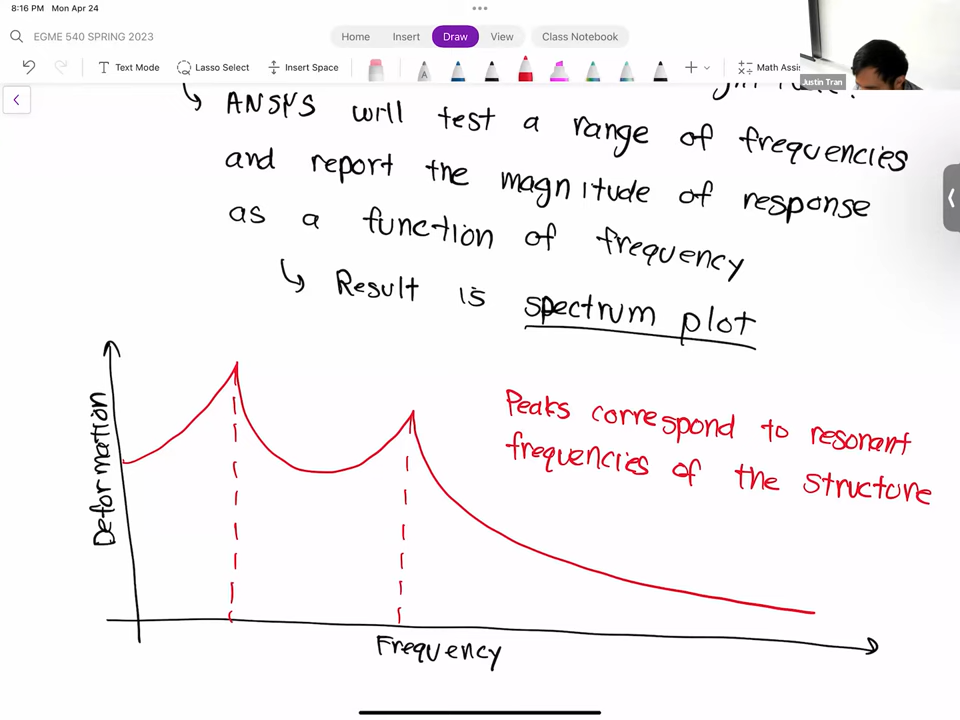 8:16 PM Mon Apr 24
EGME 540 SPRING 2023
Home Insert Draw View Class Notebook
Text Mode Lasso Select Insert Space Math Assis
Justin Tran
↳ ANSYS will test a range of frequencies
and report the magnitude of response
as a function of frequency
↳ Result is spectrum plot
Peaks correspond to resonant
frequencies of the structure
Deformation
Frequency